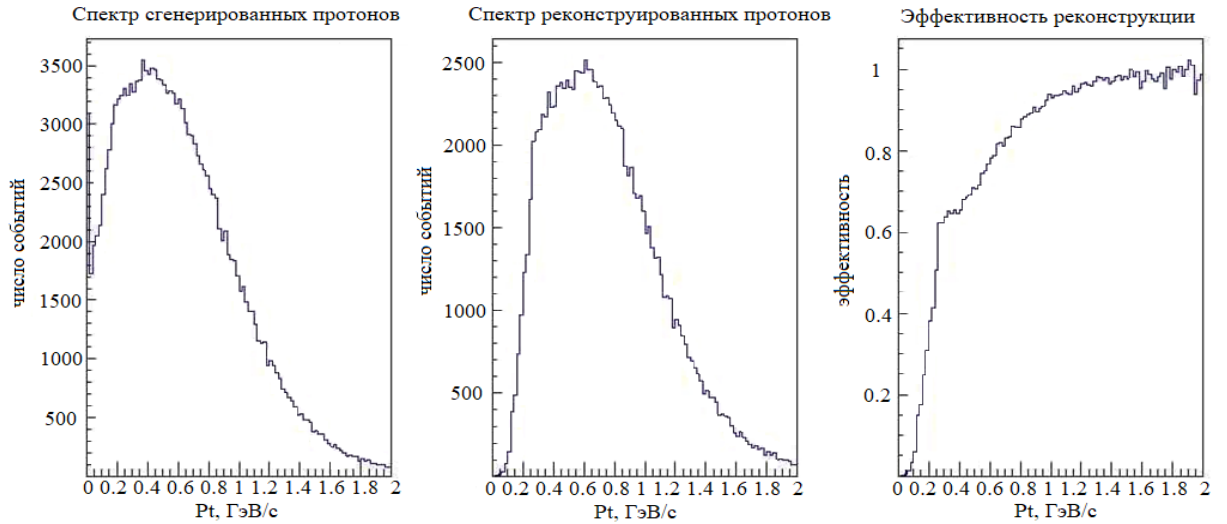 Спектр сгенерированных протонов
число событий
3500
3000
2500
2000
1500
1000
500
0 0.2 0.4 0.6 0.8 1 1.2 1.4 1.6 1.8 2
Pt, ГэВ/с
Спектр реконструированных протонов
число событий
2500
2000
1500
1000
500
0 0.2 0.4 0.6 0.8 1 1.2 1.4 1.6 1.8 2
Pt, ГэВ/с
Эффективность реконструкции
эффективность
1
0.8
0.6
0.4
0.2
0 0.2 0.4 0.6 0.8 1 1.2 1.4 1.6 1.8 2
Pt, ГэВ/с